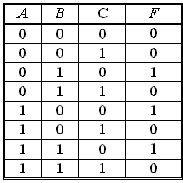 A B C F
0 0 0 0
0 0 1 0
0 1 0 1
0 1 1 0
1 0 0 1
1 0 1 0
1 1 0 1
1 1 1 0